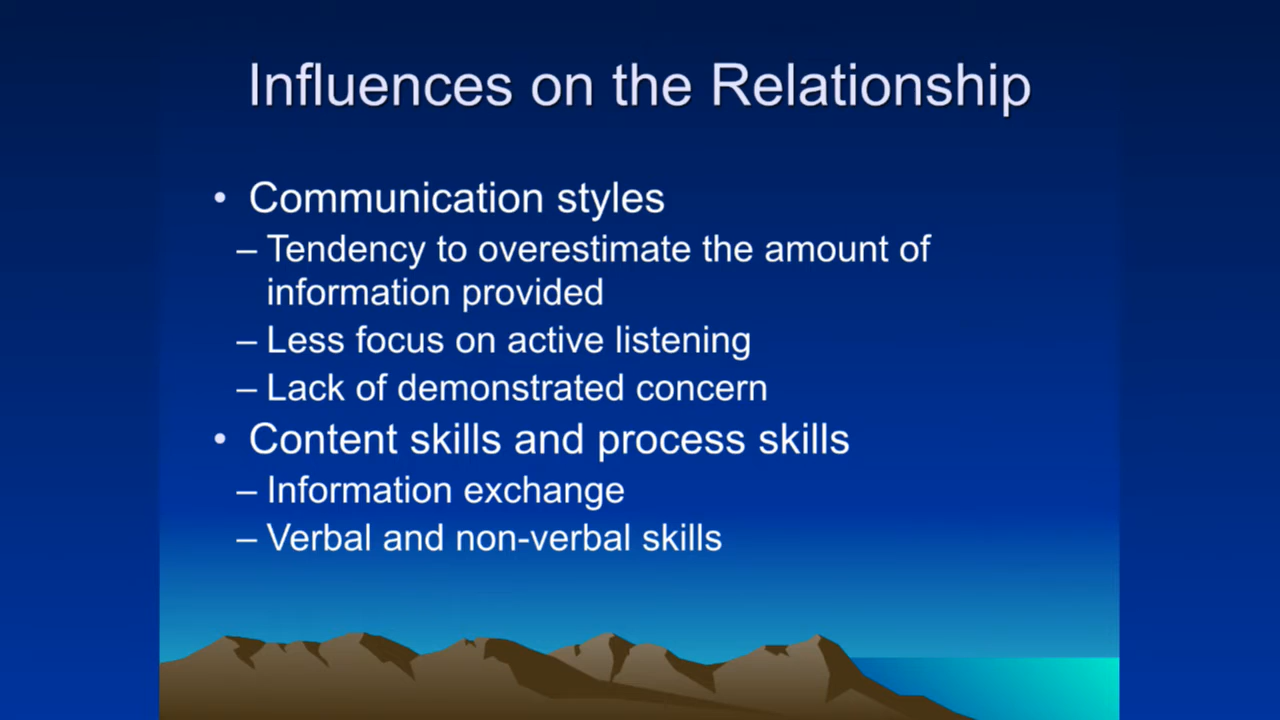 Influences on the Relationship
• Communication styles
– Tendency to overestimate the amount of
information provided
– Less focus on active listening
– Lack of demonstrated concern
• Content skills and process skills
– Information exchange
– Verbal and non-verbal skills